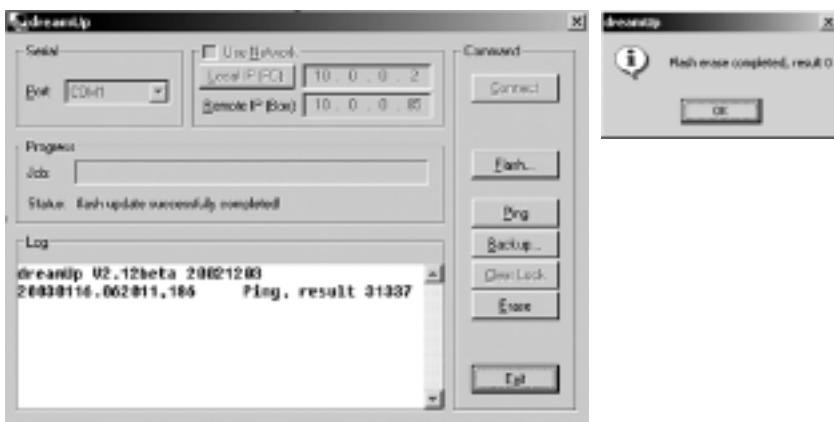 dreamUp
Serial
Port COM1
Use Network
Local IP (PC) 10 . 0 . 0 . 2
Remote IP (Box) 10 . 0 . 0 . 85
Command
Connect
Flash...
Ping
Backup...
Clear Lock
Erase
Exit
Progress
Job:
Status: flash update successfully completed!
Log
dreamUp V2.12beta 20021203
20030116.062011,186 Ping, result 31337
dreamUp
Flash erase completed, result 0
OK